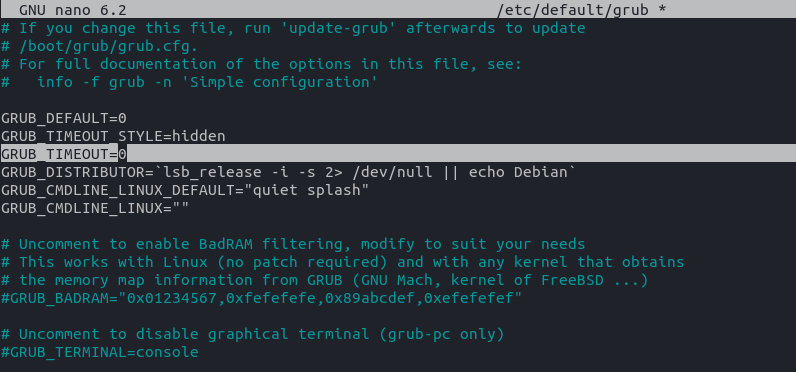 GNU nano 6.2 /etc/default/grub *
# If you change this file, run 'update-grub' afterwards to update
# /boot/grub/grub.cfg.
# For full documentation of the options in this file, see:
#   info -f grub -n 'Simple configuration'

GRUB_DEFAULT=0
GRUB_TIMEOUT_STYLE=hidden
GRUB_TIMEOUT=0
GRUB_DISTRIBUTOR=`lsb_release -i -s 2> /dev/null || echo Debian`
GRUB_CMDLINE_LINUX_DEFAULT="quiet splash"
GRUB_CMDLINE_LINUX=""

# Uncomment to enable BadRAM filtering, modify to suit your needs
# This works with Linux (no patch required) and with any kernel that obtains
# the memory map information from GRUB (GNU Mach, kernel of FreeBSD ...)
#GRUB_BADRAM="0x01234567,0xfefefefe,0x89abcdef,0xefefefef"

# Uncomment to disable graphical terminal (grub-pc only)
#GRUB_TERMINAL=console